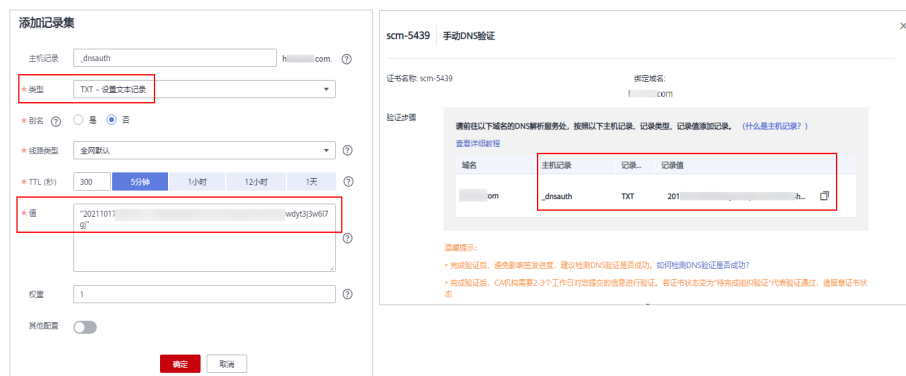 添加记录集
主机记录 _dnsauth h com.
* 类型 TXT – 设置文本记录
* 别名 是 否
* 线路类型 全网默认
* TTL (秒) 300 5分钟 1小时 12小时 1天
* 值 "20211017 wdyt3j3w6l7
gj"
权重 1
其他配置
确定 取消
scm-5439 手动DNS验证
证书名称: scm-5439 绑定域名:
com
验证步骤 请前往以下域名的DNS解析服务处，按照以下主机记录、记录类型、记录值添加记录。 (什么是主机记录？)
查看详细教程
域名 主机记录 记录... 记录值
om _dnsauth TXT 201 h...
温馨提示:
• 完成验证后，避免影响签发进度，建议检测DNS验证是否成功。如何检测DNS验证是否成功?
• 完成验证后，CA机构需要2-3个工作日对您提交的信息进行验证。若证书状态变为"待完成组织验证"代表验证通过，请留意证书状
态